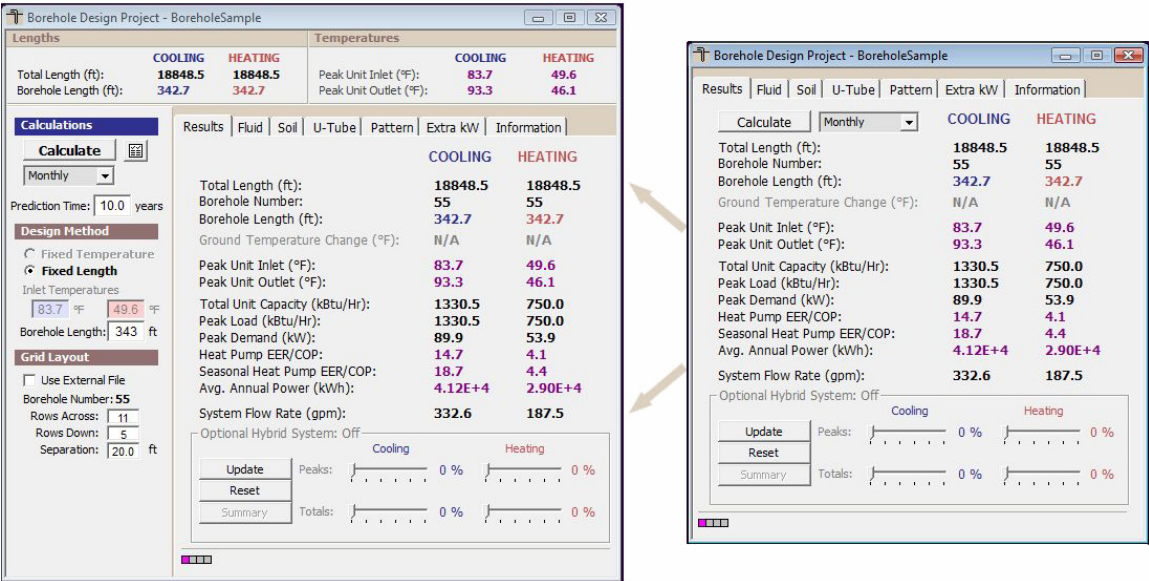 Borehole Design Project - BoreholeSample
Lengths
COOLING HEATING
Total Length (ft): 18848.5 18848.5
Borehole Length (ft): 342.7 342.7
Temperatures
COOLING HEATING
Peak Unit Inlet (°F): 83.7 49.6
Peak Unit Outlet (°F): 93.3 46.1
Calculations
Calculate
Monthly
Prediction Time: 10.0 years
Design Method
Fixed Temperature
Fixed Length
Inlet Temperatures
83.7 °F 49.6 °F
Borehole Length: 343 ft
Grid Layout
Use External File
Borehole Number: 55
Rows Across: 11
Rows Down: 5
Separation: 20.0 ft
Results Fluid Soil U-Tube Pattern Extra kW Information
COOLING HEATING
Total Length (ft): 18848.5 18848.5
Borehole Number: 55 55
Borehole Length (ft): 342.7 342.7
Ground Temperature Change (°F): N/A N/A
Peak Unit Inlet (°F): 83.7 49.6
Peak Unit Outlet (°F): 93.3 46.1
Total Unit Capacity (kBtu/Hr): 1330.5 750.0
Peak Load (kBtu/Hr): 1330.5 750.0
Peak Demand (kW): 89.9 53.9
Heat Pump EER/COP: 14.7 4.1
Seasonal Heat Pump EER/COP: 18.7 4.4
Avg. Annual Power (kWh): 4.12E+4 2.90E+4
System Flow Rate (gpm): 332.6 187.5
Optional Hybrid System: Off
Cooling Heating
Update Peaks: 0 % 0 %
Reset
Summary Totals: 0 % 0 %
Borehole Design Project - BoreholeSample
Results Fluid Soil U-Tube Pattern Extra kW Information
Calculate Monthly COOLING HEATING
Total Length (ft): 18848.5 18848.5
Borehole Number: 55 55
Borehole Length (ft): 342.7 342.7
Ground Temperature Change (°F): N/A N/A
Peak Unit Inlet (°F): 83.7 49.6
Peak Unit Outlet (°F): 93.3 46.1
Total Unit Capacity (kBtu/Hr): 1330.5 750.0
Peak Load (kBtu/Hr): 1330.5 750.0
Peak Demand (kW): 89.9 53.9
Heat Pump EER/COP: 14.7 4.1
Seasonal Heat Pump EER/COP: 18.7 4.4
Avg. Annual Power (kWh): 4.12E+4 2.90E+4
System Flow Rate (gpm): 332.6 187.5
Optional Hybrid System: Off
Cooling Heating
Update Peaks: 0 % 0 %
Reset
Summary Totals: 0 % 0 %